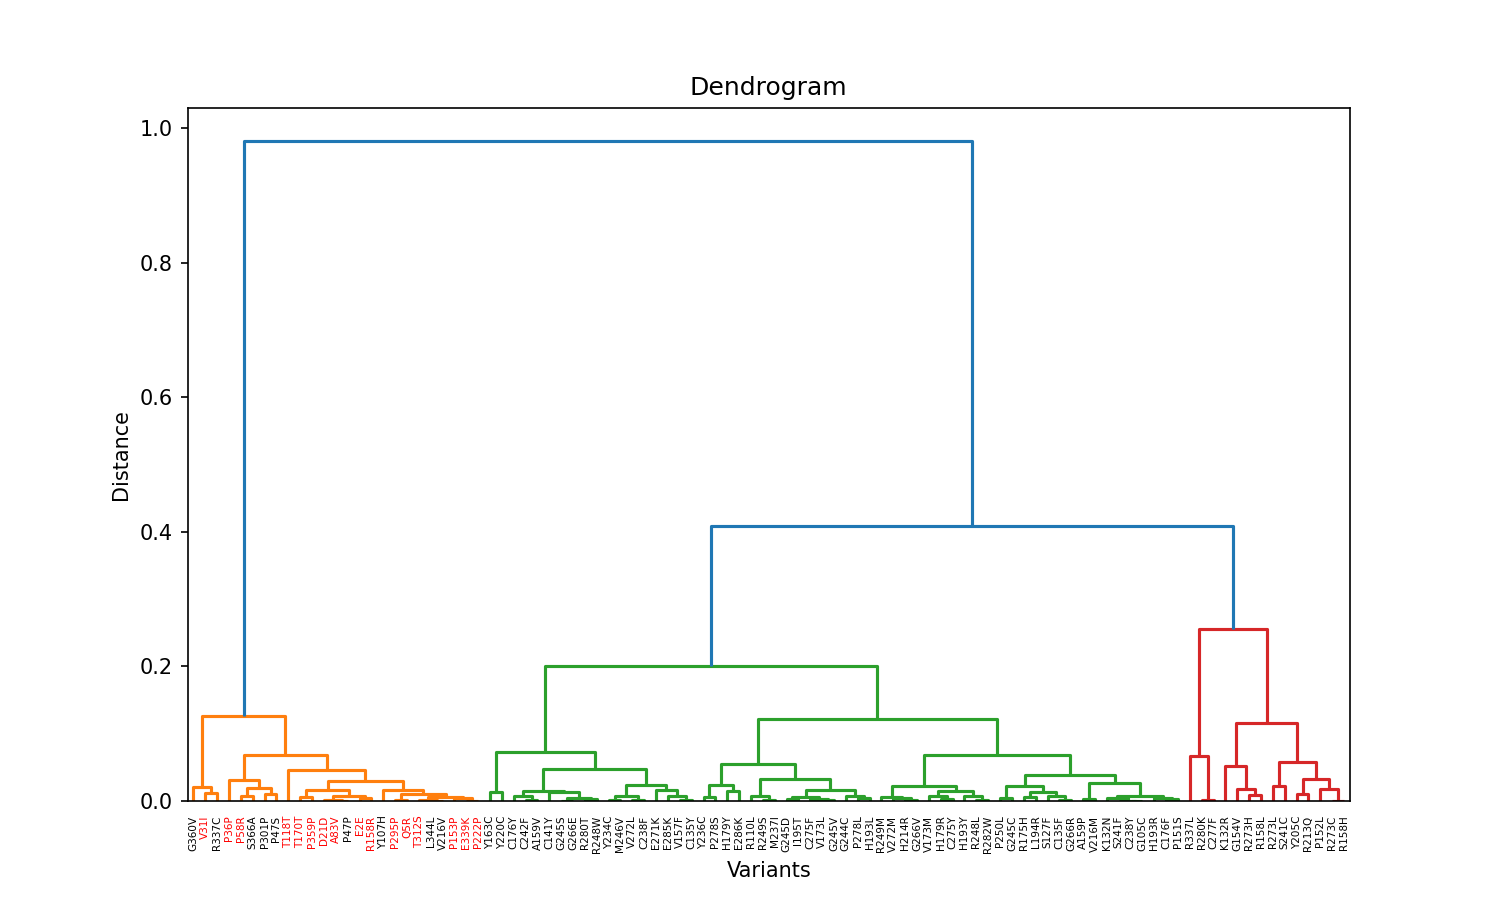 Dendrogram
1.0
0.8
0.6
0.4
0.2
0.0
Distance
G360V
V31I
R337C
P36P
P58R
S366A
P301P
P47S
T118T
T170T
P359P
D21D
A83V
P47P
E2E
R158R
Y107H
P295P
Q5R
T312S
L344L
V216V
P153P
E339K
P222P
Y163C
Y220C
C176Y
C242F
A159V
C141Y
G245S
G266E
R280T
R248W
Y234C
M246V
V272L
C238F
E271K
E285K
V157F
C135Y
Y236C
P278S
H179Y
E286K
R110L
R249S
M237I
G245D
I195T
C275F
V173L
G245V
G244C
P278L
H193L
R249M
V272M
H214R
G266V
V173M
H179R
C275Y
H193Y
R248L
R282W
P250L
G245C
R175H
L194R
S127F
C135F
G266R
A159P
V216M
K132M
S241F
C238Y
G105C
H193R
C176F
P151S
R337L
R280K
C277F
K132R
G154V
R273H
R158L
R273L
S241C
Y205C
R213Q
P152L
R273C
R158H
Variants